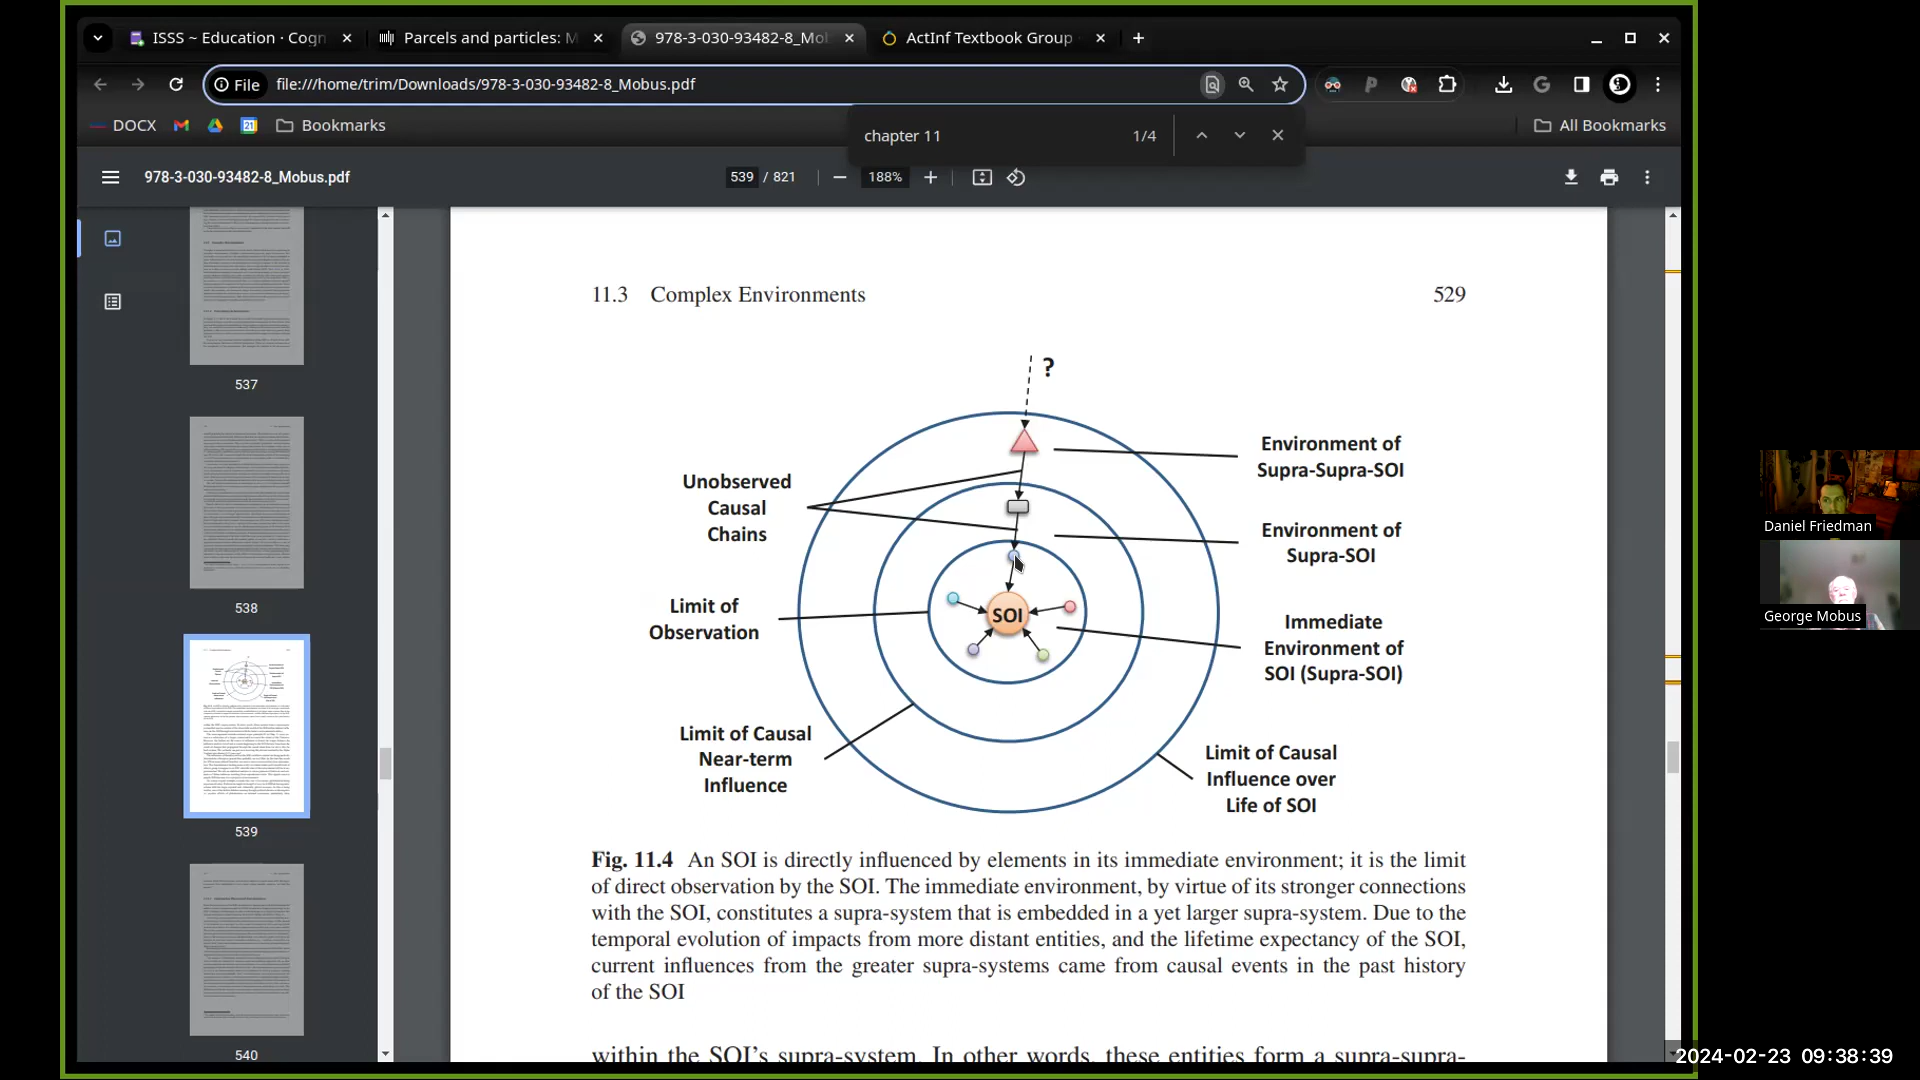 ISSS ~ Education · Cogn
Parcels and particles: M
978-3-030-93482-8_Mob
ActInf Textbook Group
File
file:///home/trim/Downloads/978-3-030-93482-8_Mobus.pdf
DOCX
Bookmarks
All Bookmarks
chapter 11
1/4
978-3-030-93482-8_Mobus.pdf
539 / 821
188%
537
538
539
540
11.3 Complex Environments
529
?
Environment of
Supra-Supra-SOI
Unobserved
Causal
Chains
Environment of
Supra-SOI
Limit of
Observation
SOI
Immediate
Environment of
SOI (Supra-SOI)
Limit of Causal
Near-term
Influence
Limit of Causal
Influence over
Life of SOI
Fig. 11.4 An SOI is directly influenced by elements in its immediate environment; it is the limit
of direct observation by the SOI. The immediate environment, by virtue of its stronger connections
with the SOI, constitutes a supra-system that is embedded in a yet larger supra-system. Due to the
temporal evolution of impacts from more distant entities, and the lifetime expectancy of the SOI,
current influences from the greater supra-systems came from causal events in the past history
of the SOI
within the SOI's supra-system. In other words, these entities form a supra-supra-
Daniel Friedman
George Mobus
2024-02-23 09:38:39